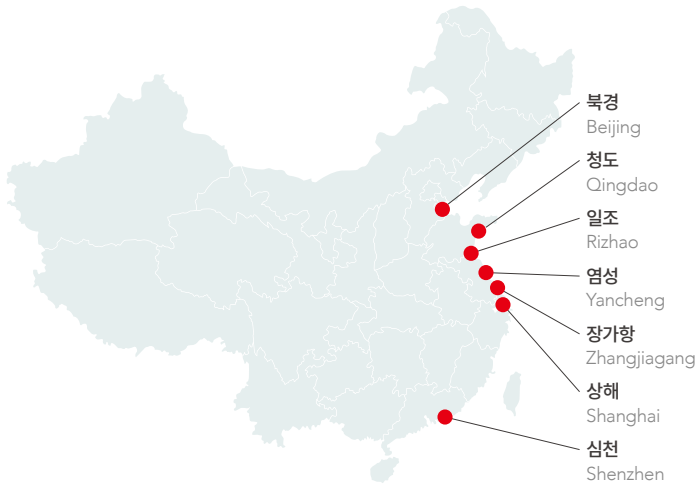 북경
Beijing
청도
Qingdao
일조
Rizhao
염성
Yancheng
장가항
Zhangjiagang
상해
Shanghai
심천
Shenzhen